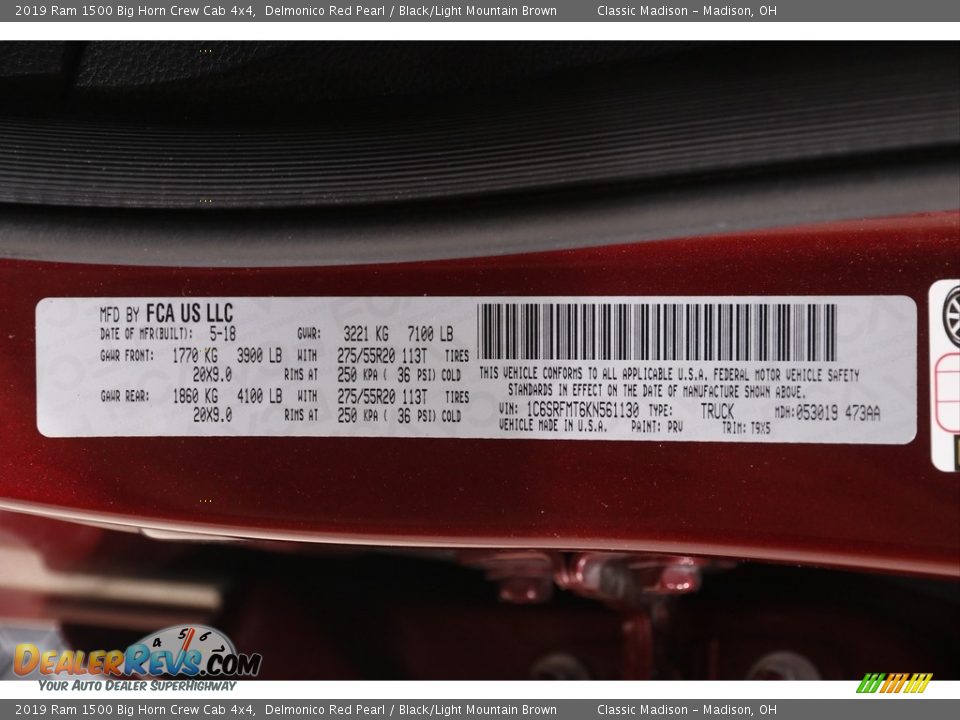 2019 Ram 1500 Big Horn Crew Cab 4x4, Delmonico Red Pearl / Black/Light Mountain Brown Classic Madison - Madison, OH
MFD BY FCA US LLC
DATE OF MFR(BUILT): 5-18 GVWR: 3221 KG 7100 LB
GAWR FRONT: 1770 KG 3900 LB WITH 275/55R20 113T TIRES
20X9.0 RIMS AT 250 KPA ( 36 PSI) COLD
GAWR REAR: 1860 KG 4100 LB WITH 275/55R20 113T TIRES
20X9.0 RIMS AT 250 KPA ( 36 PSI) COLD
THIS VEHICLE CONFORMS TO ALL APPLICABLE U.S.A. FEDERAL MOTOR VEHICLE SAFETY
STANDARDS IN EFFECT ON THE DATE OF MANUFACTURE SHOWN ABOVE.
VIN: 1C6SRFMT6KN561130 TYPE: TRUCK MDH:053019 473AA
VEHICLE MADE IN U.S.A. PAINT: PRV TRIM: T9X5
4 5 6
DEALERREVS.COM
YOUR AUTO DEALER SUPERHIGHWAY
2019 Ram 1500 Big Horn Crew Cab 4x4, Delmonico Red Pearl / Black/Light Mountain Brown Classic Madison - Madison, OH